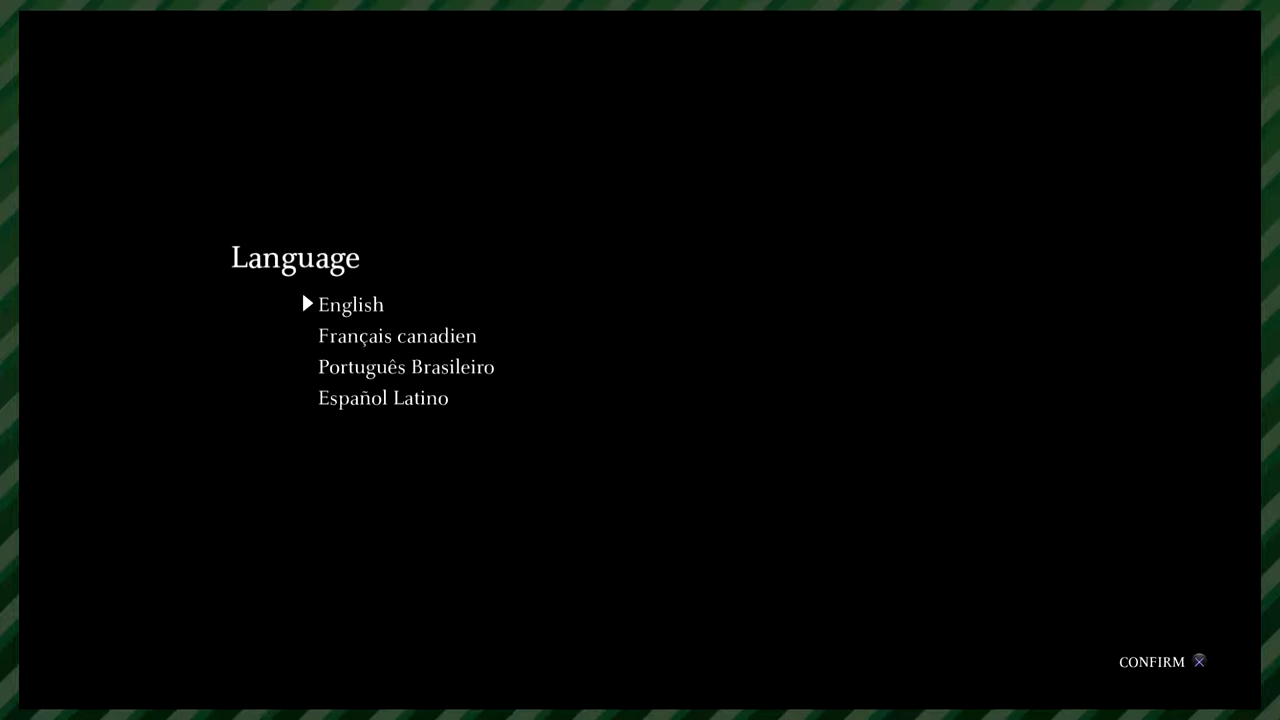 Language
English
Français canadien
Português Brasileiro
Español Latino
CONFIRM